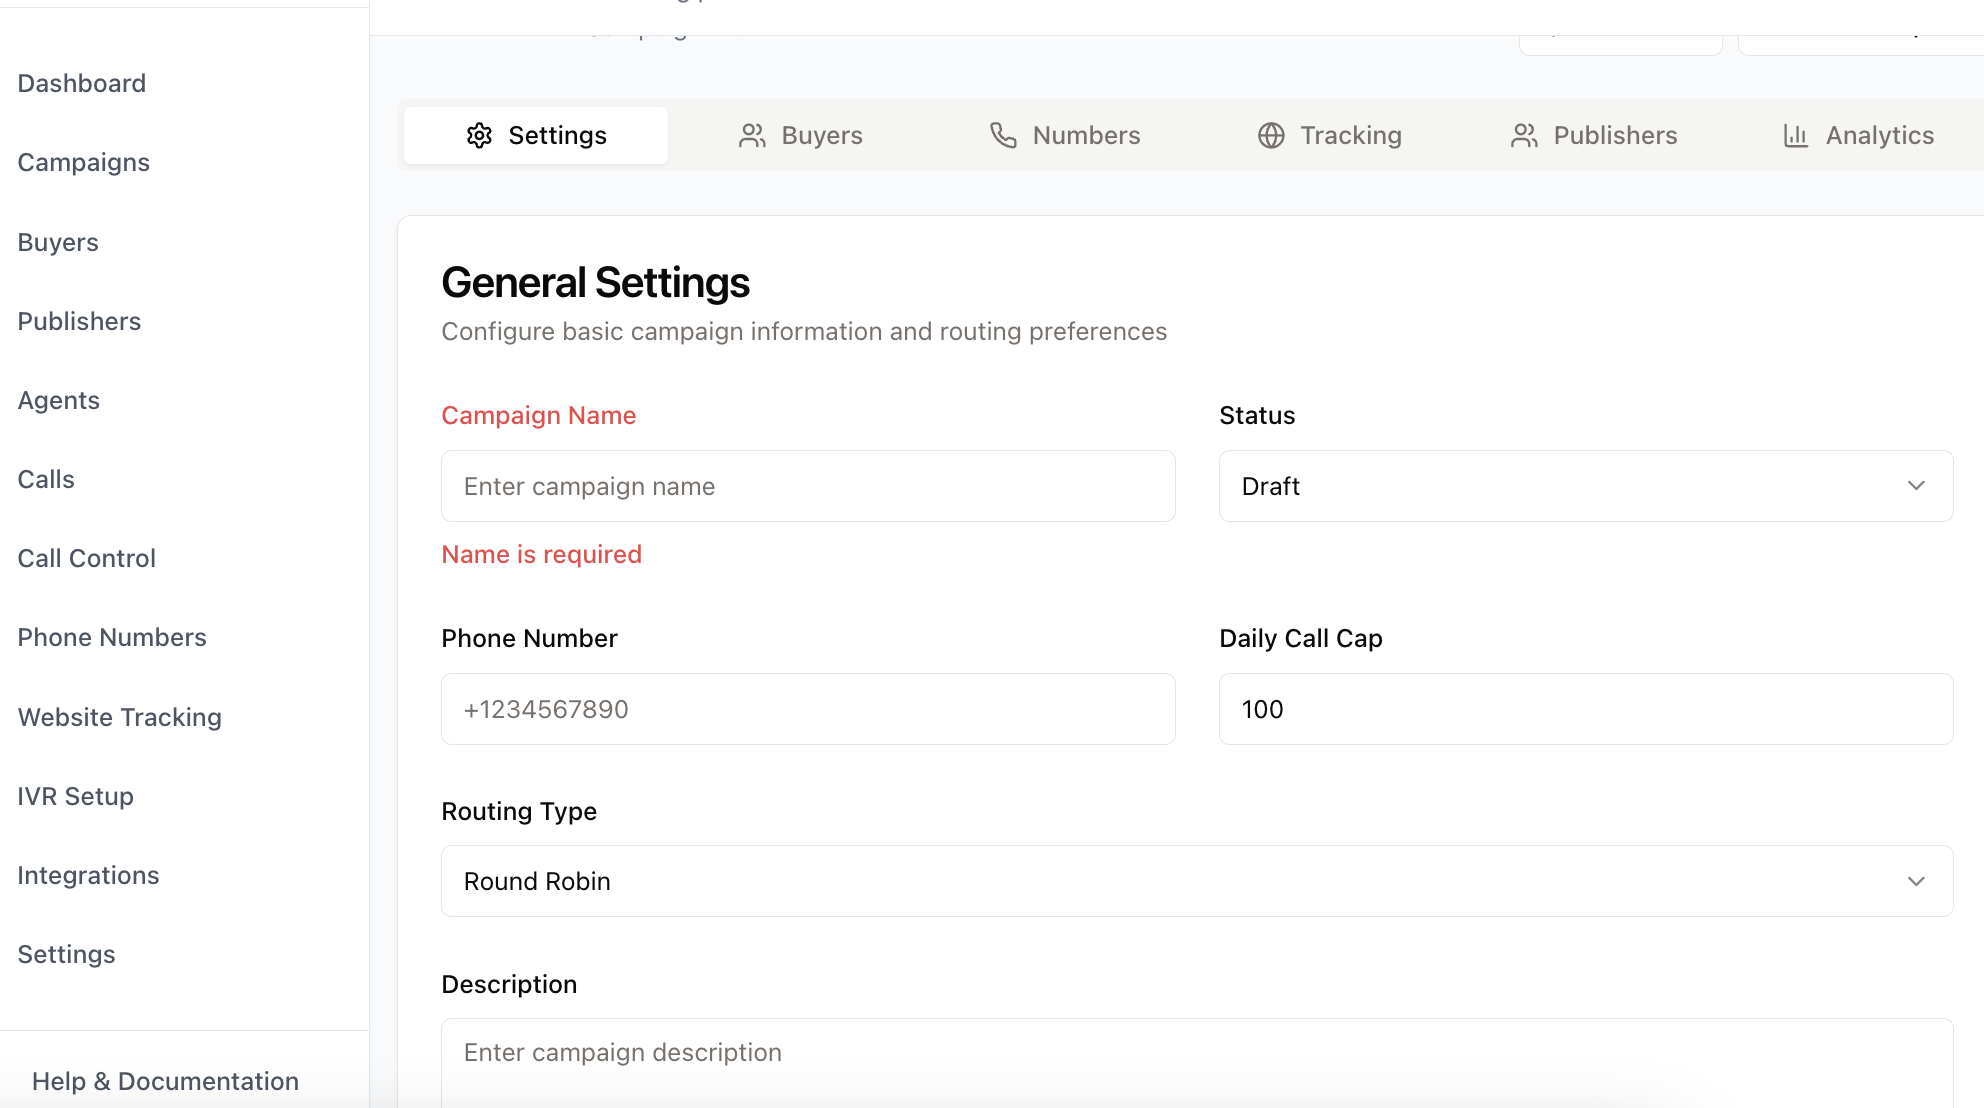 Dashboard
Campaigns
Buyers
Publishers
Agents
Calls
Call Control
Phone Numbers
Website Tracking
IVR Setup
Integrations
Settings
Help & Documentation
Settings Buyers Numbers Tracking Publishers Analytics
General Settings
Configure basic campaign information and routing preferences
Campaign Name
Enter campaign name
Name is required
Status
Draft
Phone Number
+1234567890
Daily Call Cap
100
Routing Type
Round Robin
Description
Enter campaign description